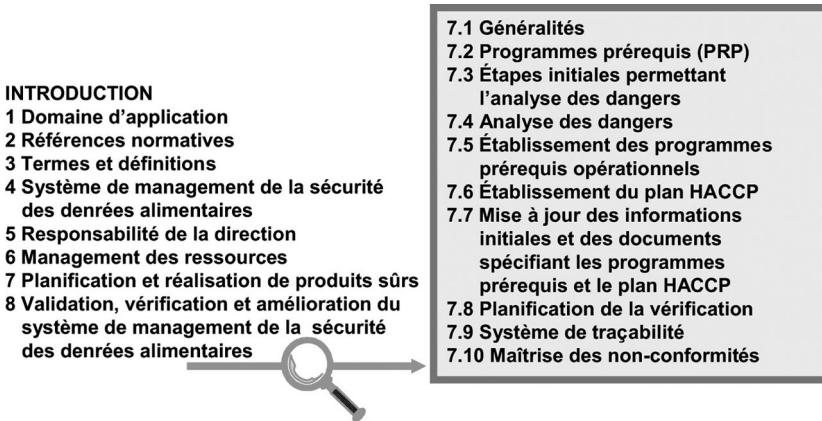 INTRODUCTION
1 Domaine d’application
2 Références normatives
3 Termes et définitions
4 Système de management de la sécurité
des denrées alimentaires
5 Responsabilité de la direction
6 Management des ressources
7 Planification et réalisation de produits sûrs
8 Validation, vérification et amélioration du
système de management de la sécurité
des denrées alimentaires
7.1 Généralités
7.2 Programmes prérequis (PRP)
7.3 Étapes initiales permettant
l’analyse des dangers
7.4 Analyse des dangers
7.5 Établissement des programmes
prérequis opérationnels
7.6 Établissement du plan HACCP
7.7 Mise à jour des informations
initiales et des documents
spécifiant les programmes
prérequis et le plan HACCP
7.8 Planification de la vérification
7.9 Système de traçabilité
7.10 Maîtrise des non-conformités